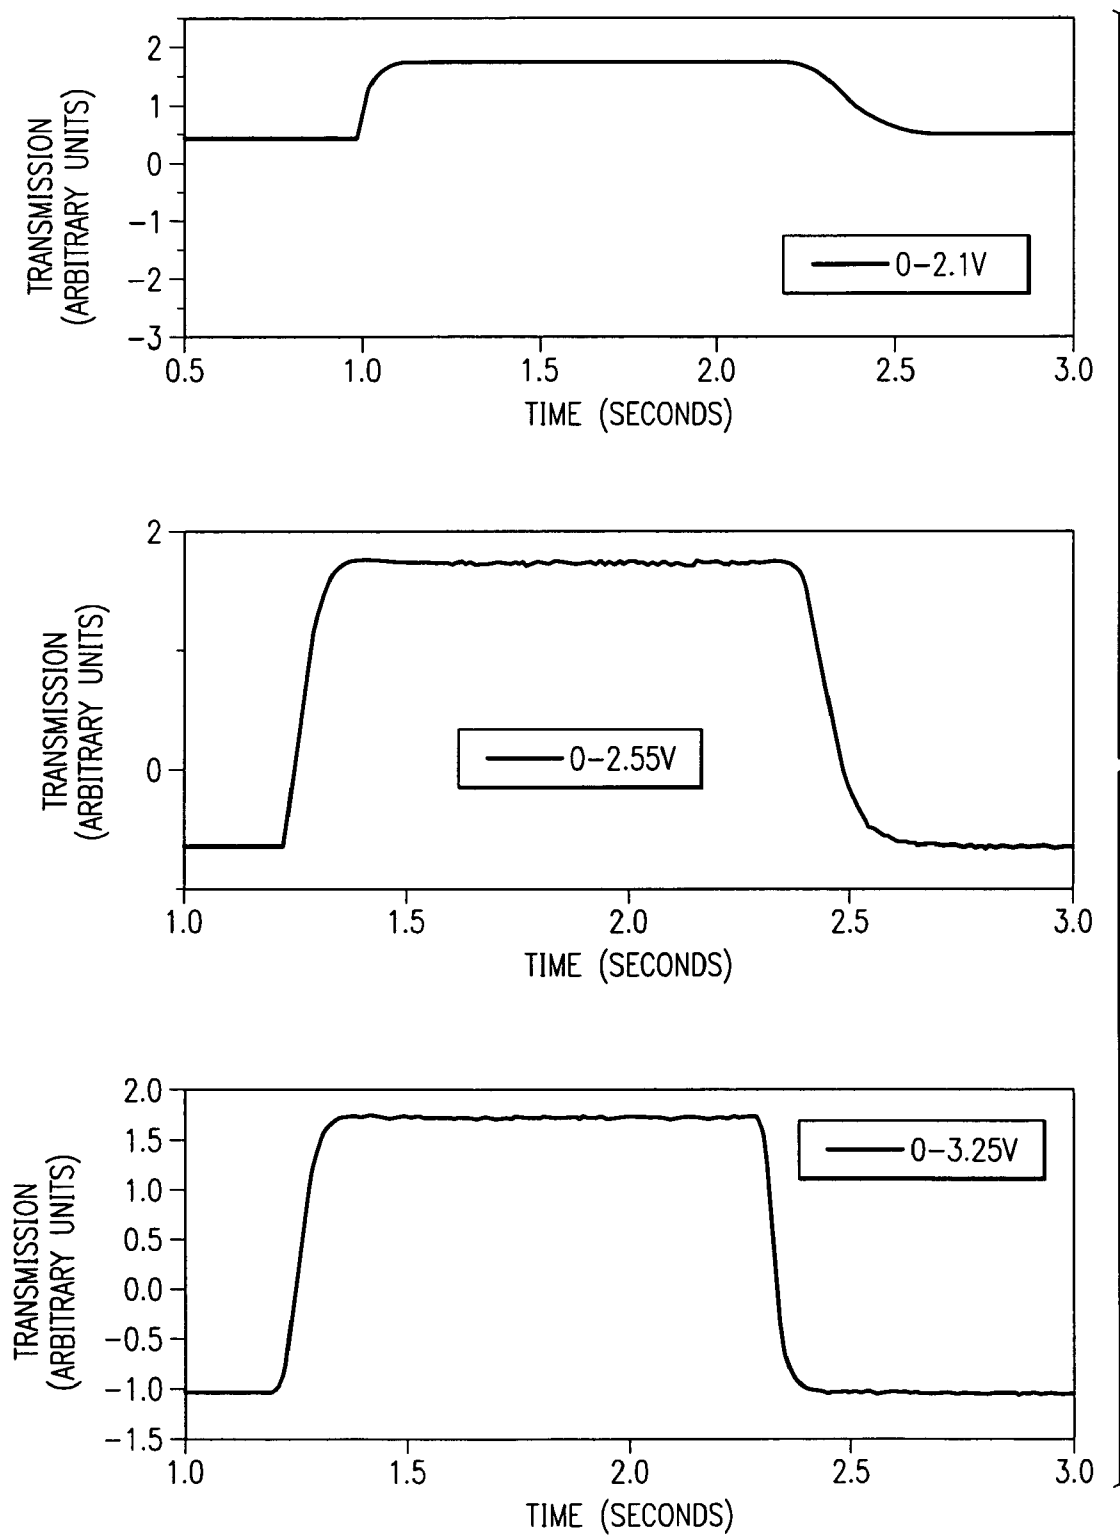 TRANSMISSION
(ARBITRARY UNITS)
2
1
0
-1
-2
-3
0-2.1V
0.5 1.0 1.5 2.0 2.5 3.0
TIME (SECONDS)
TRANSMISSION
(ARBITRARY UNITS)
2
0
0-2.55V
1.0 1.5 2.0 2.5 3.0
TIME (SECONDS)
TRANSMISSION
(ARBITRARY UNITS)
2.0
1.5
1.0
0.5
0.0
-0.5
-1.0
-1.5
0-3.25V
1.0 1.5 2.0 2.5 3.0
TIME (SECONDS)